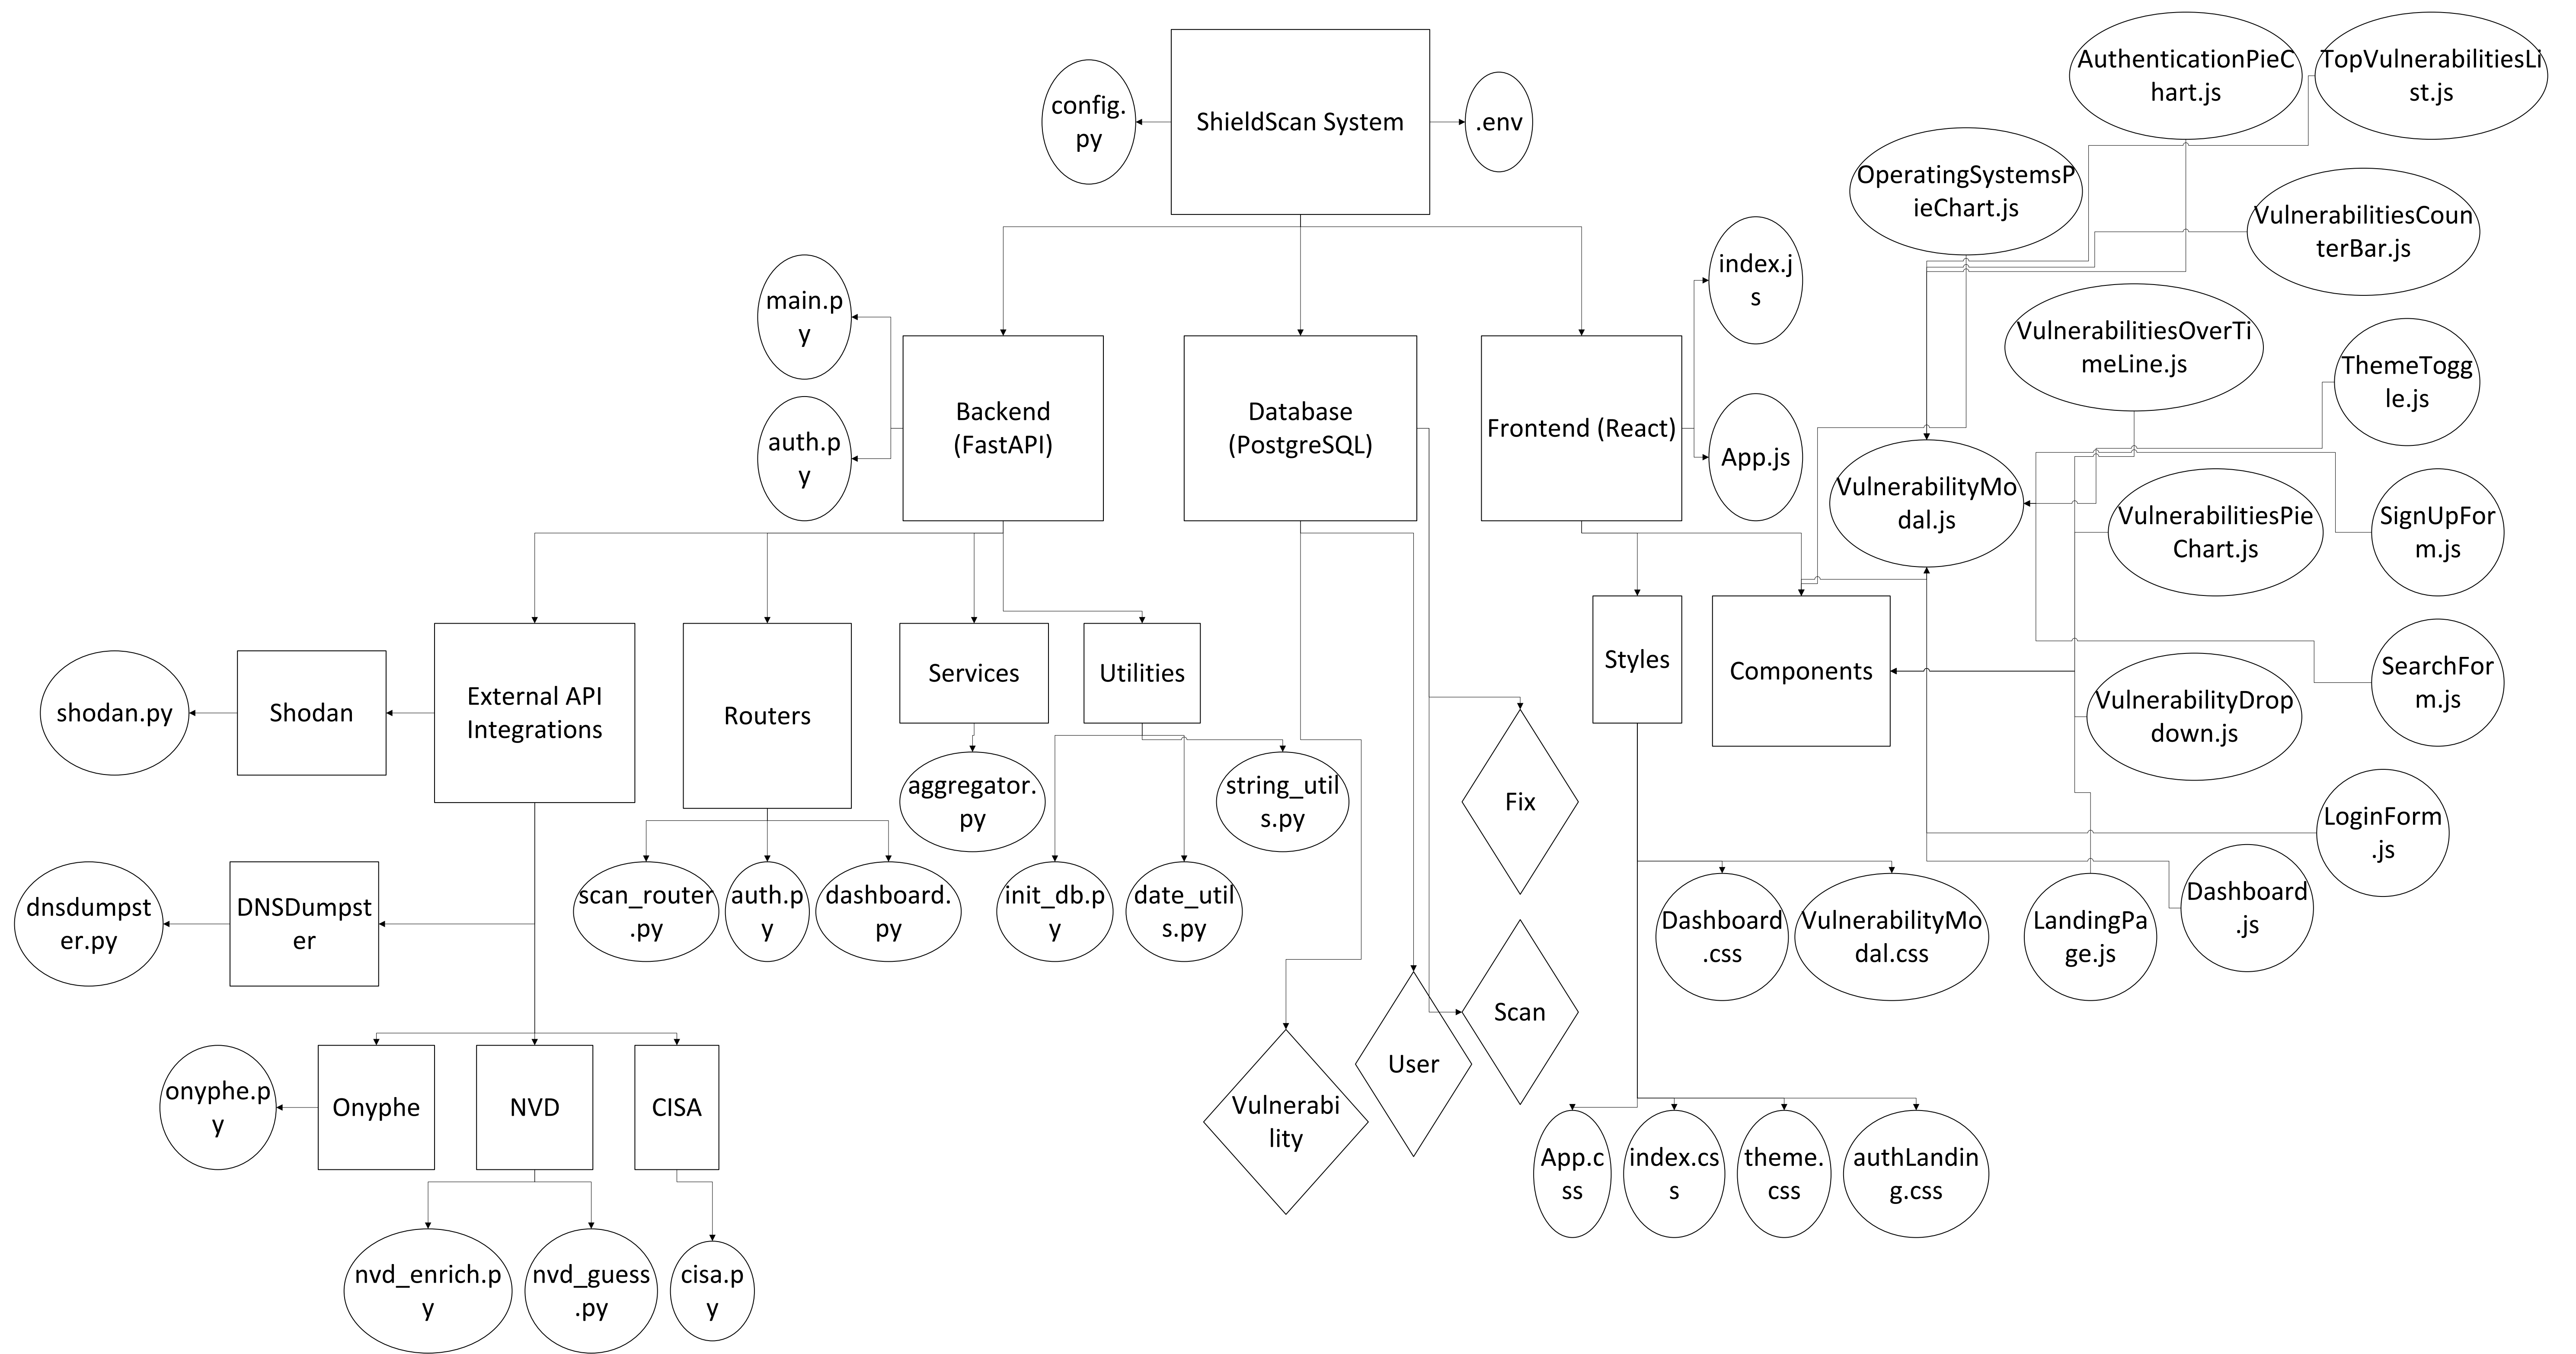 ShieldScan System
config.
py
.env
AuthenticationPieC
hart.js
TopVulnerabilitiesLi
st.js
OperatingSystemsP
ieChart.js
VulnerabilitiesCoun
terBar.js
index.j
s
main.p
y
VulnerabilitiesOverTi
meLine.js
ThemeTogg
le.js
Backend
(FastAPI)
Database
(PostgreSQL)
Frontend (React)
auth.p
y
App.js
VulnerabilityMo
dal.js
VulnerabilitiesPie
Chart.js
SignUpFor
m.js
Styles
Components
Services
Utilities
External API
Integrations
Routers
Shodan
shodan.py
SearchFor
m.js
VulnerabilityDrop
down.js
aggregator.
py
string_util
s.py
Fix
LoginForm
.js
dnsdumpst
er.py
DNSDumpst
er
scan_router
.py
auth.p
y
dashboard.
py
init_db.p
y
date_util
s.py
Dashboard
.css
VulnerabilityMo
dal.css
LandingPa
ge.js
Dashboard
.js
Scan
User
Vulnerabi
lity
onyphe.p
y
Onyphe
NVD
CISA
App.c
ss
index.cs
s
theme.
css
authLandin
g.css
nvd_enrich.p
y
nvd_guess
.py
cisa.p
y